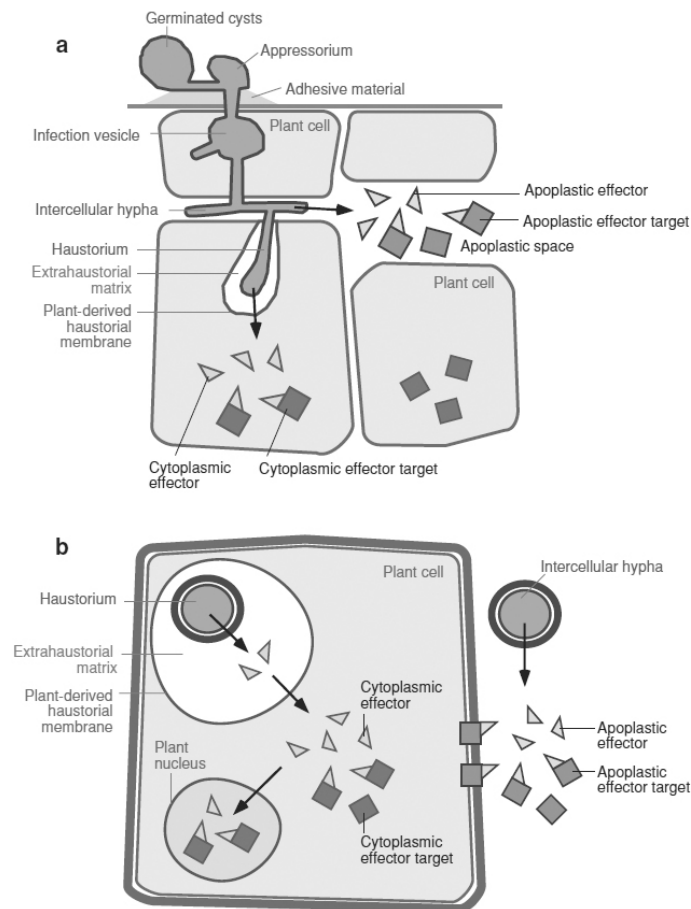 Germinated cysts
a
Appressorium
Adhesive material
Infection vesicle
Plant cell
Intercellular hypha
Apoplastic effector
Apoplastic effector target
Haustorium
Apoplastic space
Extrahaustorial
matrix
Plant cell
Plant-derived
haustorial
membrane
Cytoplasmic
effector
Cytoplasmic effector target
b
Plant cell
Intercellular hypha
Haustorium
Extrahaustorial
matrix
Plant-derived
haustorial
membrane
Cytoplasmic
effector
Apoplastic
effector
Plant
nucleus
Apoplastic
effector target
Cytoplasmic
effector target